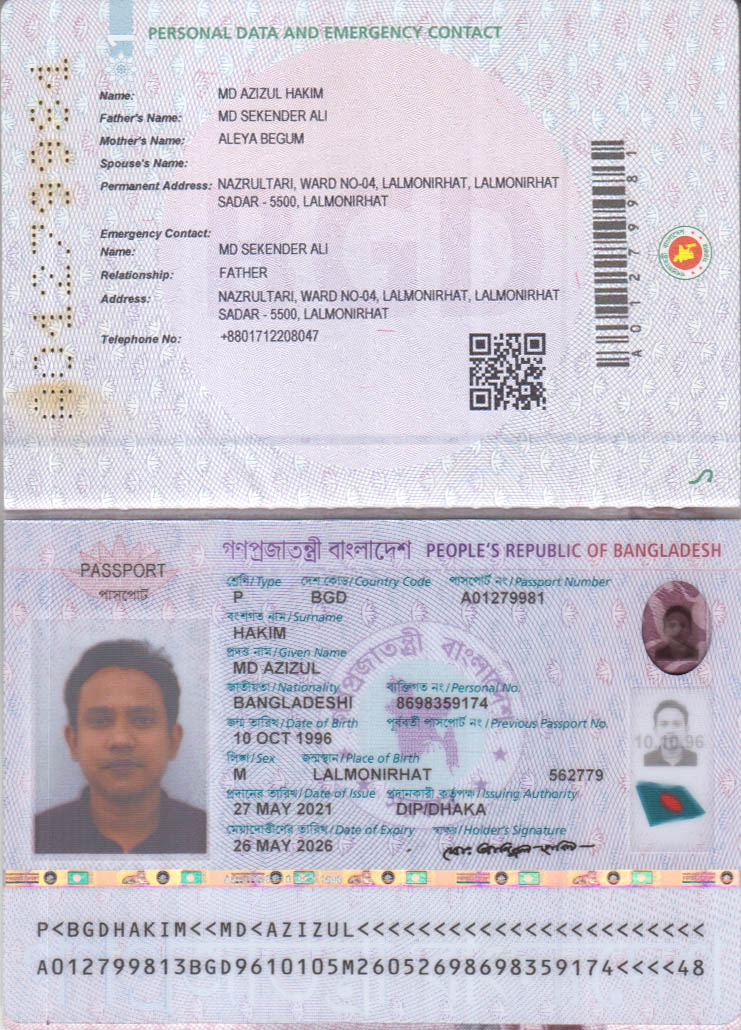 PERSONAL DATA AND EMERGENCY CONTACT
Name: MD AZIZUL HAKIM
Father's Name: MD SEKENDER ALI
Mother's Name: ALEYA BEGUM
Spouse's Name:
Permanent Address: NAZRULTARI, WARD NO-04, LALMONIRHAT, LALMONIRHAT
SADAR - 5500, LALMONIRHAT
Emergency Contact:
Name: MD SEKENDER ALI
Relationship: FATHER
Address: NAZRULTARI, WARD NO-04, LALMONIRHAT, LALMONIRHAT
SADAR - 5500, LALMONIRHAT
Telephone No: +8801712208047
A01279981
A01279981
BGD
গণপ্রজাতন্ত্রী বাংলাদেশ PEOPLE'S REPUBLIC OF BANGLADESH
PASSPORT
পাসপোর্ট
শ্রেণি/Type দেশ কোড/Country Code পাসপোর্ট নং/Passport Number
P BGD A01279981
বংশগত নাম/Surname
HAKIM
প্রদত্ত নাম/Given Name
MD AZIZUL
জাতীয়তা/Nationality ব্যক্তিগত নং/Personal No.
BANGLADESHI 8698359174
জন্ম তারিখ/Date of Birth পূর্ববর্তী পাসপোর্ট নং/Previous Passport No.
10 OCT 1996
10.10.96
লিঙ্গ/Sex জন্মস্থান/Place of Birth
M LALMONIRHAT 562779
প্রদানের তারিখ/Date of Issue প্রদানকারী কর্তৃপক্ষ/Issuing Authority
27 MAY 2021 DIP/DHAKA
মেয়াদোত্তীর্ণের তারিখ/Date of Expiry স্বাক্ষর/Holder's Signature
26 MAY 2026
P<BGDHAKIM<<MD<AZIZUL<<<<<<<<<<<<<<<<<<<<<<<
A012799813BGD9610105M26052698698359174<<<<48